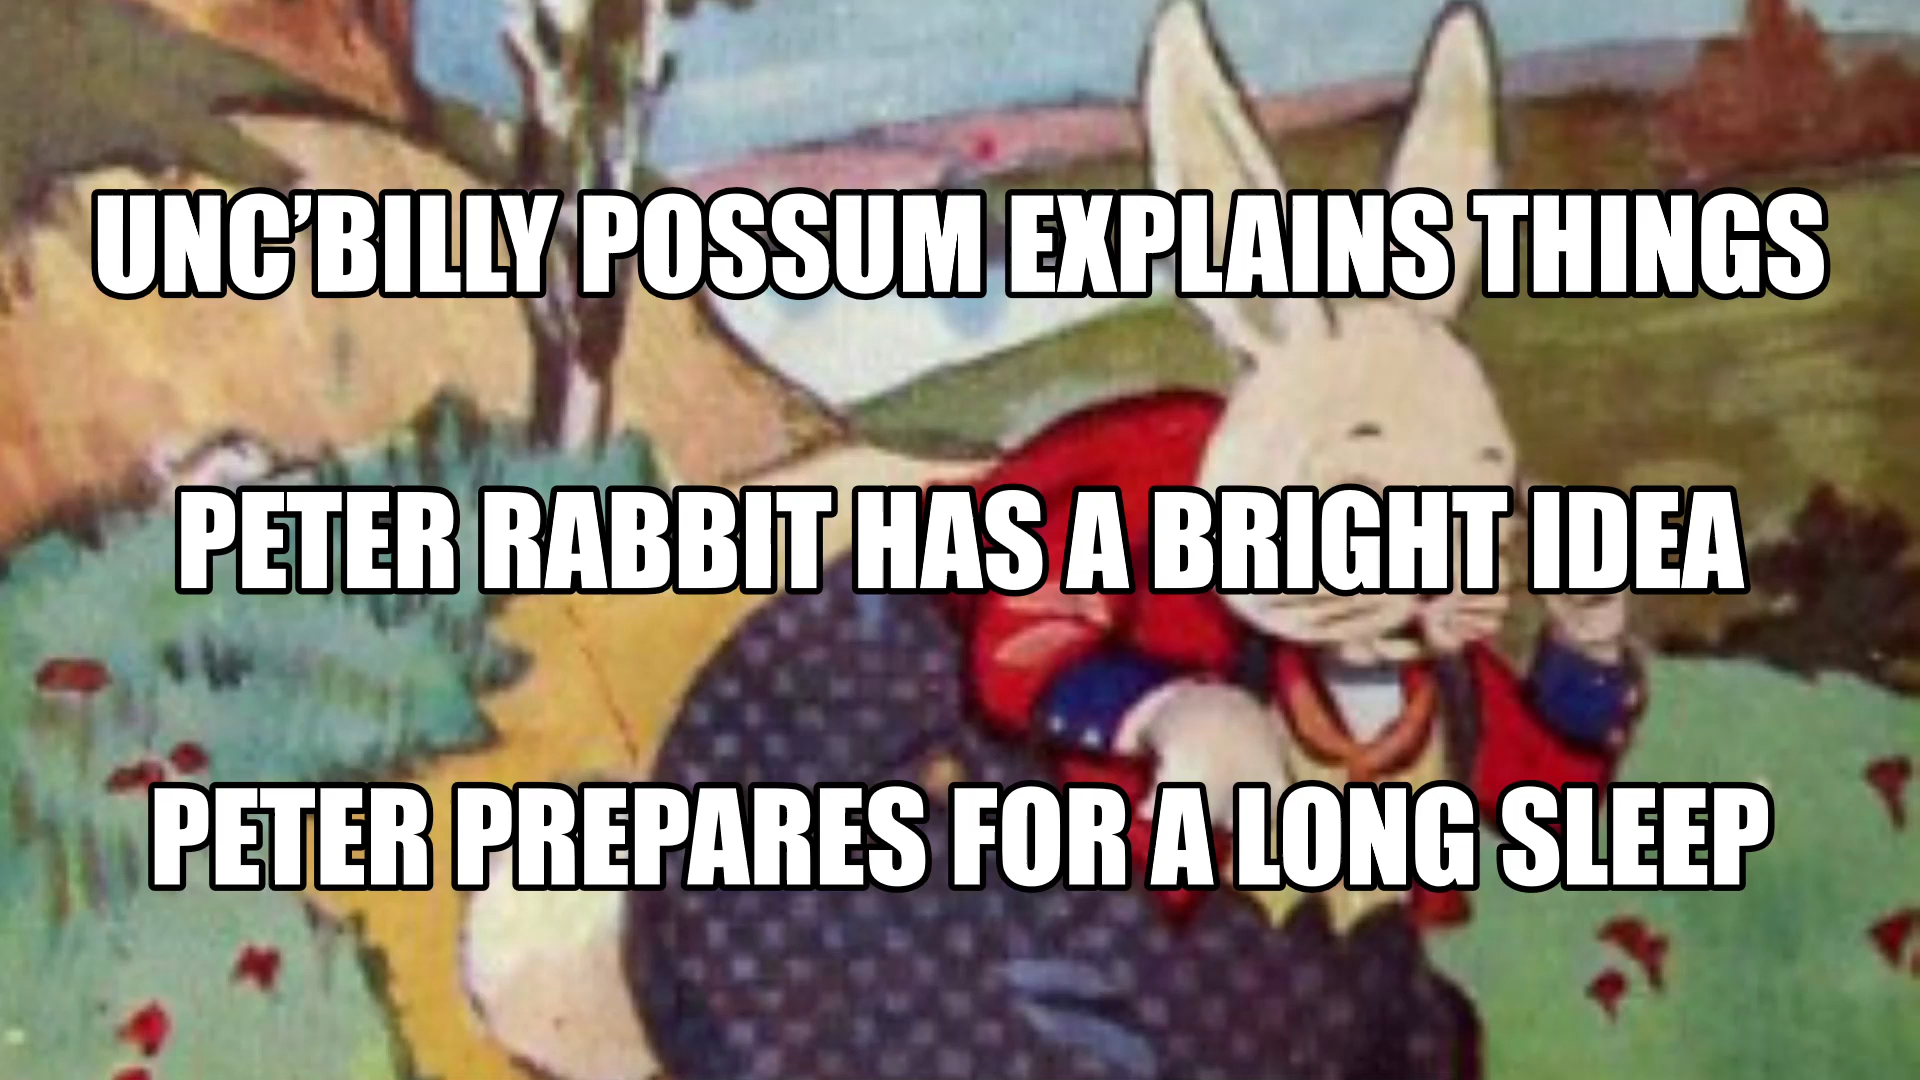 UNC'BILLY POSSUM EXPLAINS THINGS
PETER RABBIT HAS A BRIGHT IDEA
PETER PREPARES FOR A LONG SLEEP